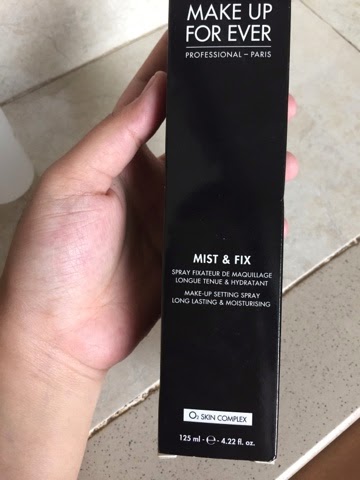 MAKE UP
FOR EVER
PROFESSIONAL – PARIS
MIST & FIX
SPRAY FIXATEUR DE MAQUILLAGE
LONGUE TENUE & HYDRATANT
MAKE-UP SETTING SPRAY
LONG LASTING & MOISTURISING
O₂ SKIN COMPLEX
125 ml - ℮ - 4.22 fl. oz.